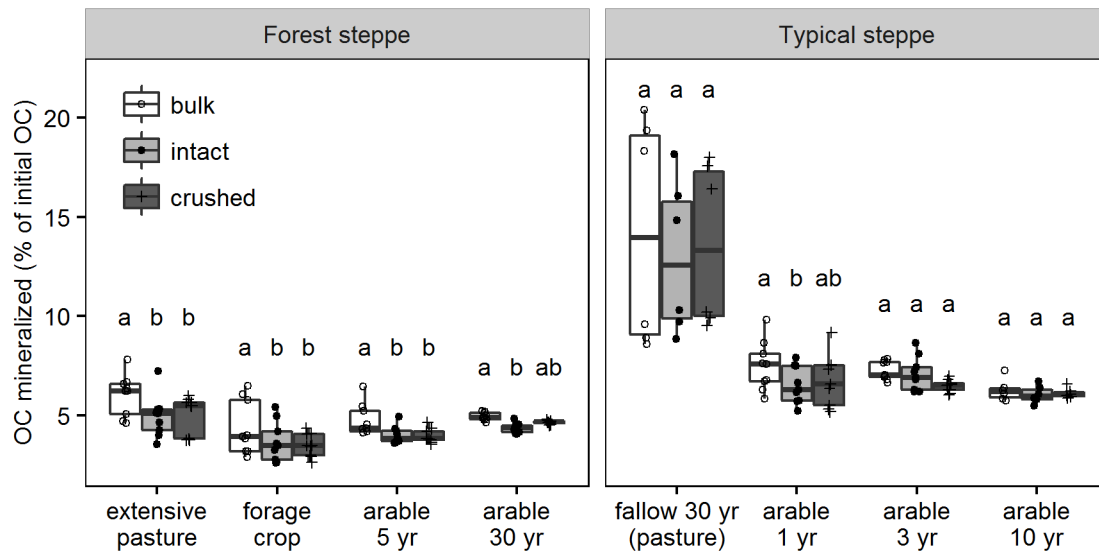 Forest steppe
Typical steppe
OC mineralized (% of initial OC)
20
15
10
5
bulk
intact
crushed
a b b
a b b
a b b
a b ab
a a a
a b ab
a a a
a a a
extensive
pasture
forage
crop
arable
5 yr
arable
30 yr
fallow 30 yr
(pasture)
arable
1 yr
arable
3 yr
arable
10 yr